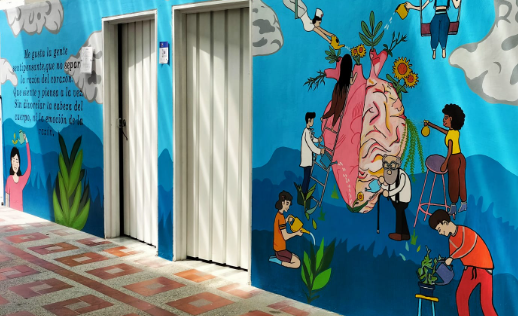 Me gusta la gente
sentipensante, que no separa
la razón del corazón.
Que siente y piensa a la vez.
Sin divorciar la cabeza del
cuerpo, ni la emoción de la
razón.